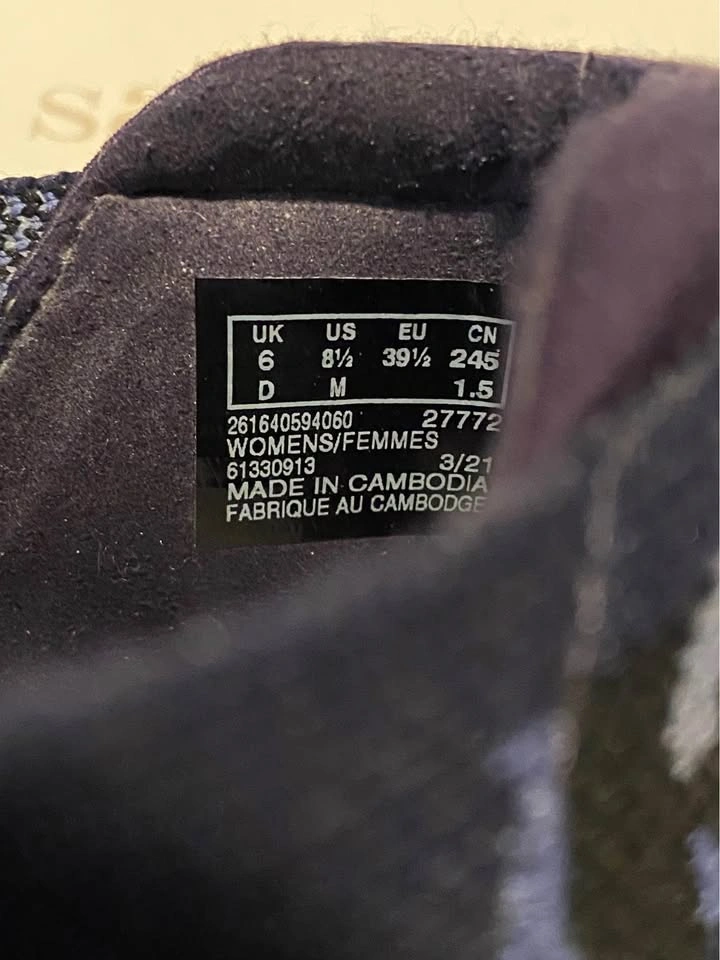 UK US EU CN
6 8½ 39½ 245
D M 1.5
261640594060 27772
WOMENS/FEMMES
61330913 3/21
MADE IN CAMBODIA
FABRIQUE AU CAMBODGE